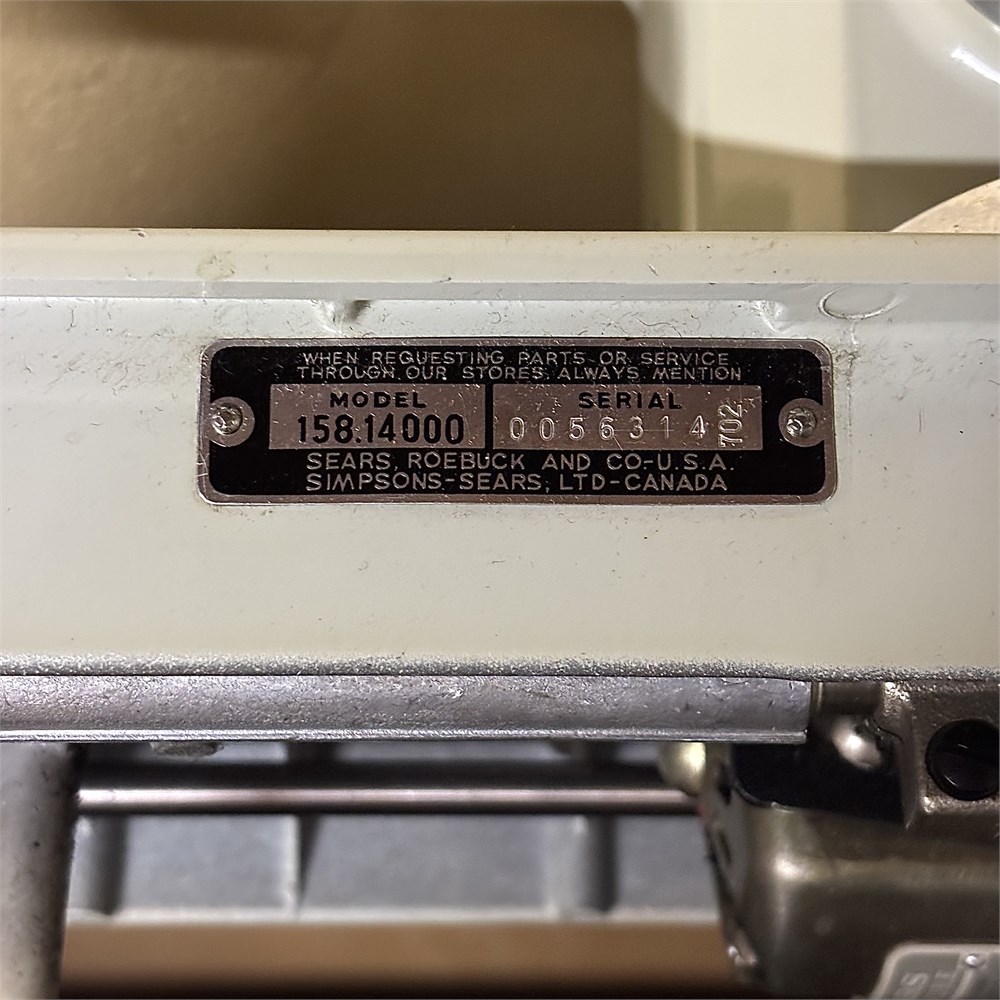 WHEN REQUESTING PARTS OR SERVICE
THROUGH OUR STORES, ALWAYS MENTION
MODEL SERIAL
158.14000 0056314 702
SEARS, ROEBUCK AND CO-U.S.A.
SIMPSONS-SEARS, LTD-CANADA